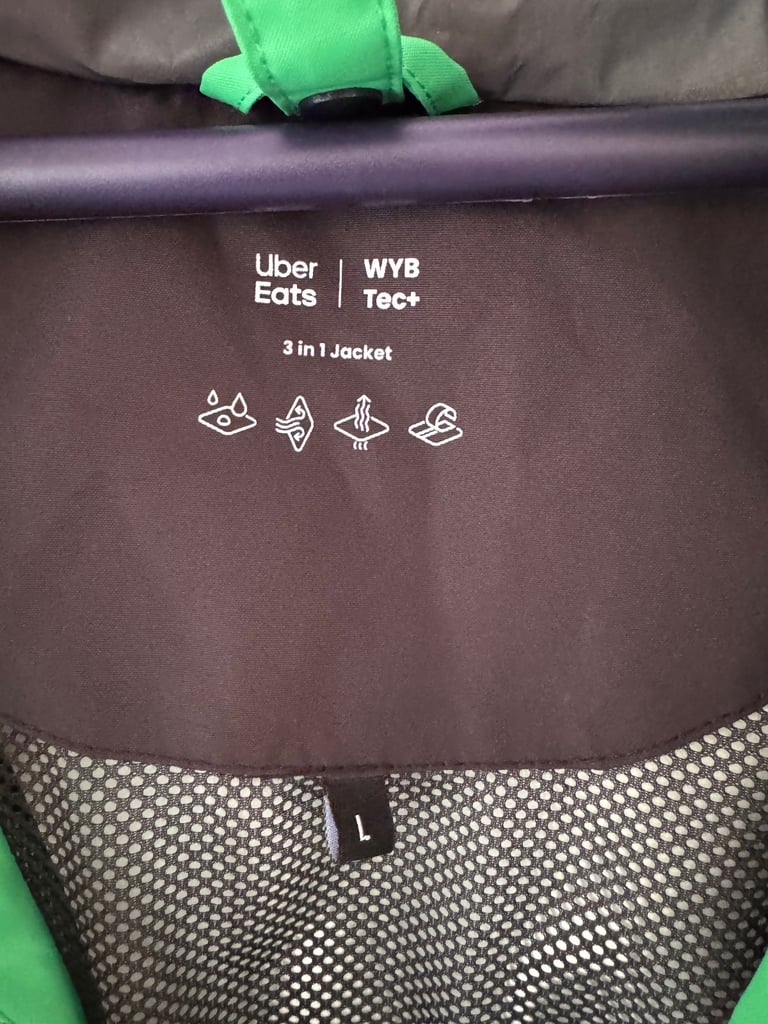 Uber
Eats
WYB
Tec+
3 in 1 Jacket
L